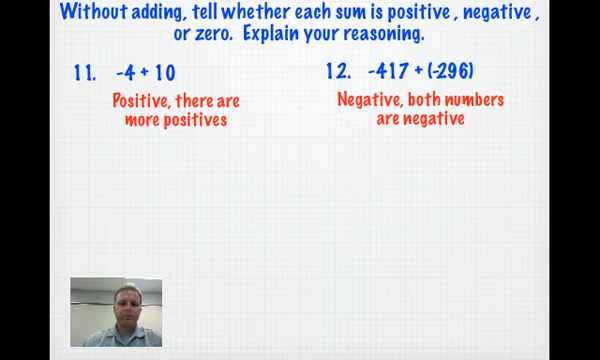 Without adding, tell whether each sum is positive, negative,
or zero. Explain your reasoning.
11. -4 + 10
12. -417 + (-296)
Positive, there are
more positives
Negative, both numbers
are negative